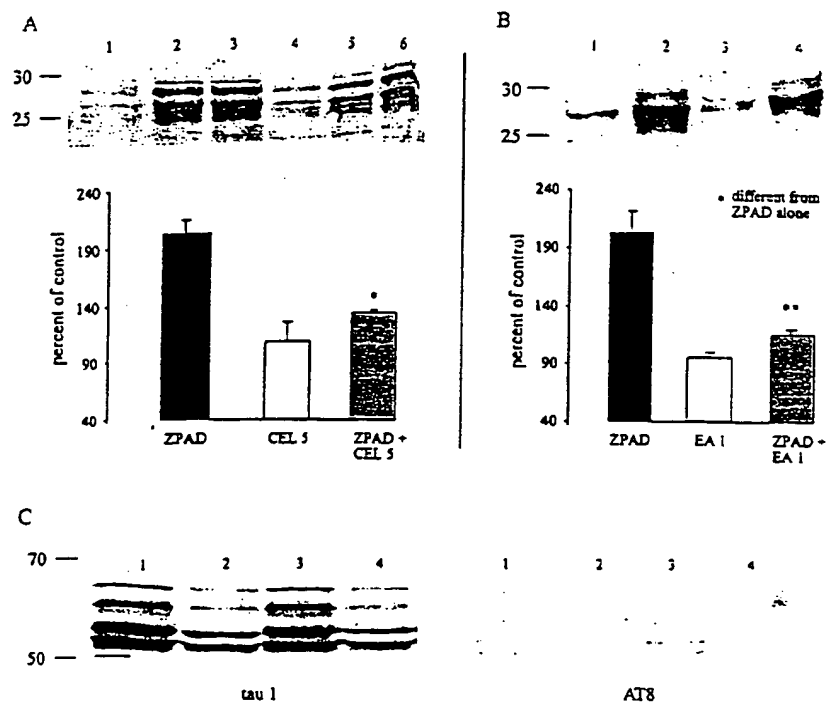 A
1 2 3 4 5 6
30
25
240
190
140
90
40
percent of control
ZPAD
CEL 5
ZPAD +
CEL 5
B
1 2 3 4
30
25
240
190
140
90
40
percent of control
• different from
ZPAD alone
••
ZPAD
EA 1
ZPAD +
EA 1
C
70
50
1 2 3 4
tau 1
1 2 3 4
AT8